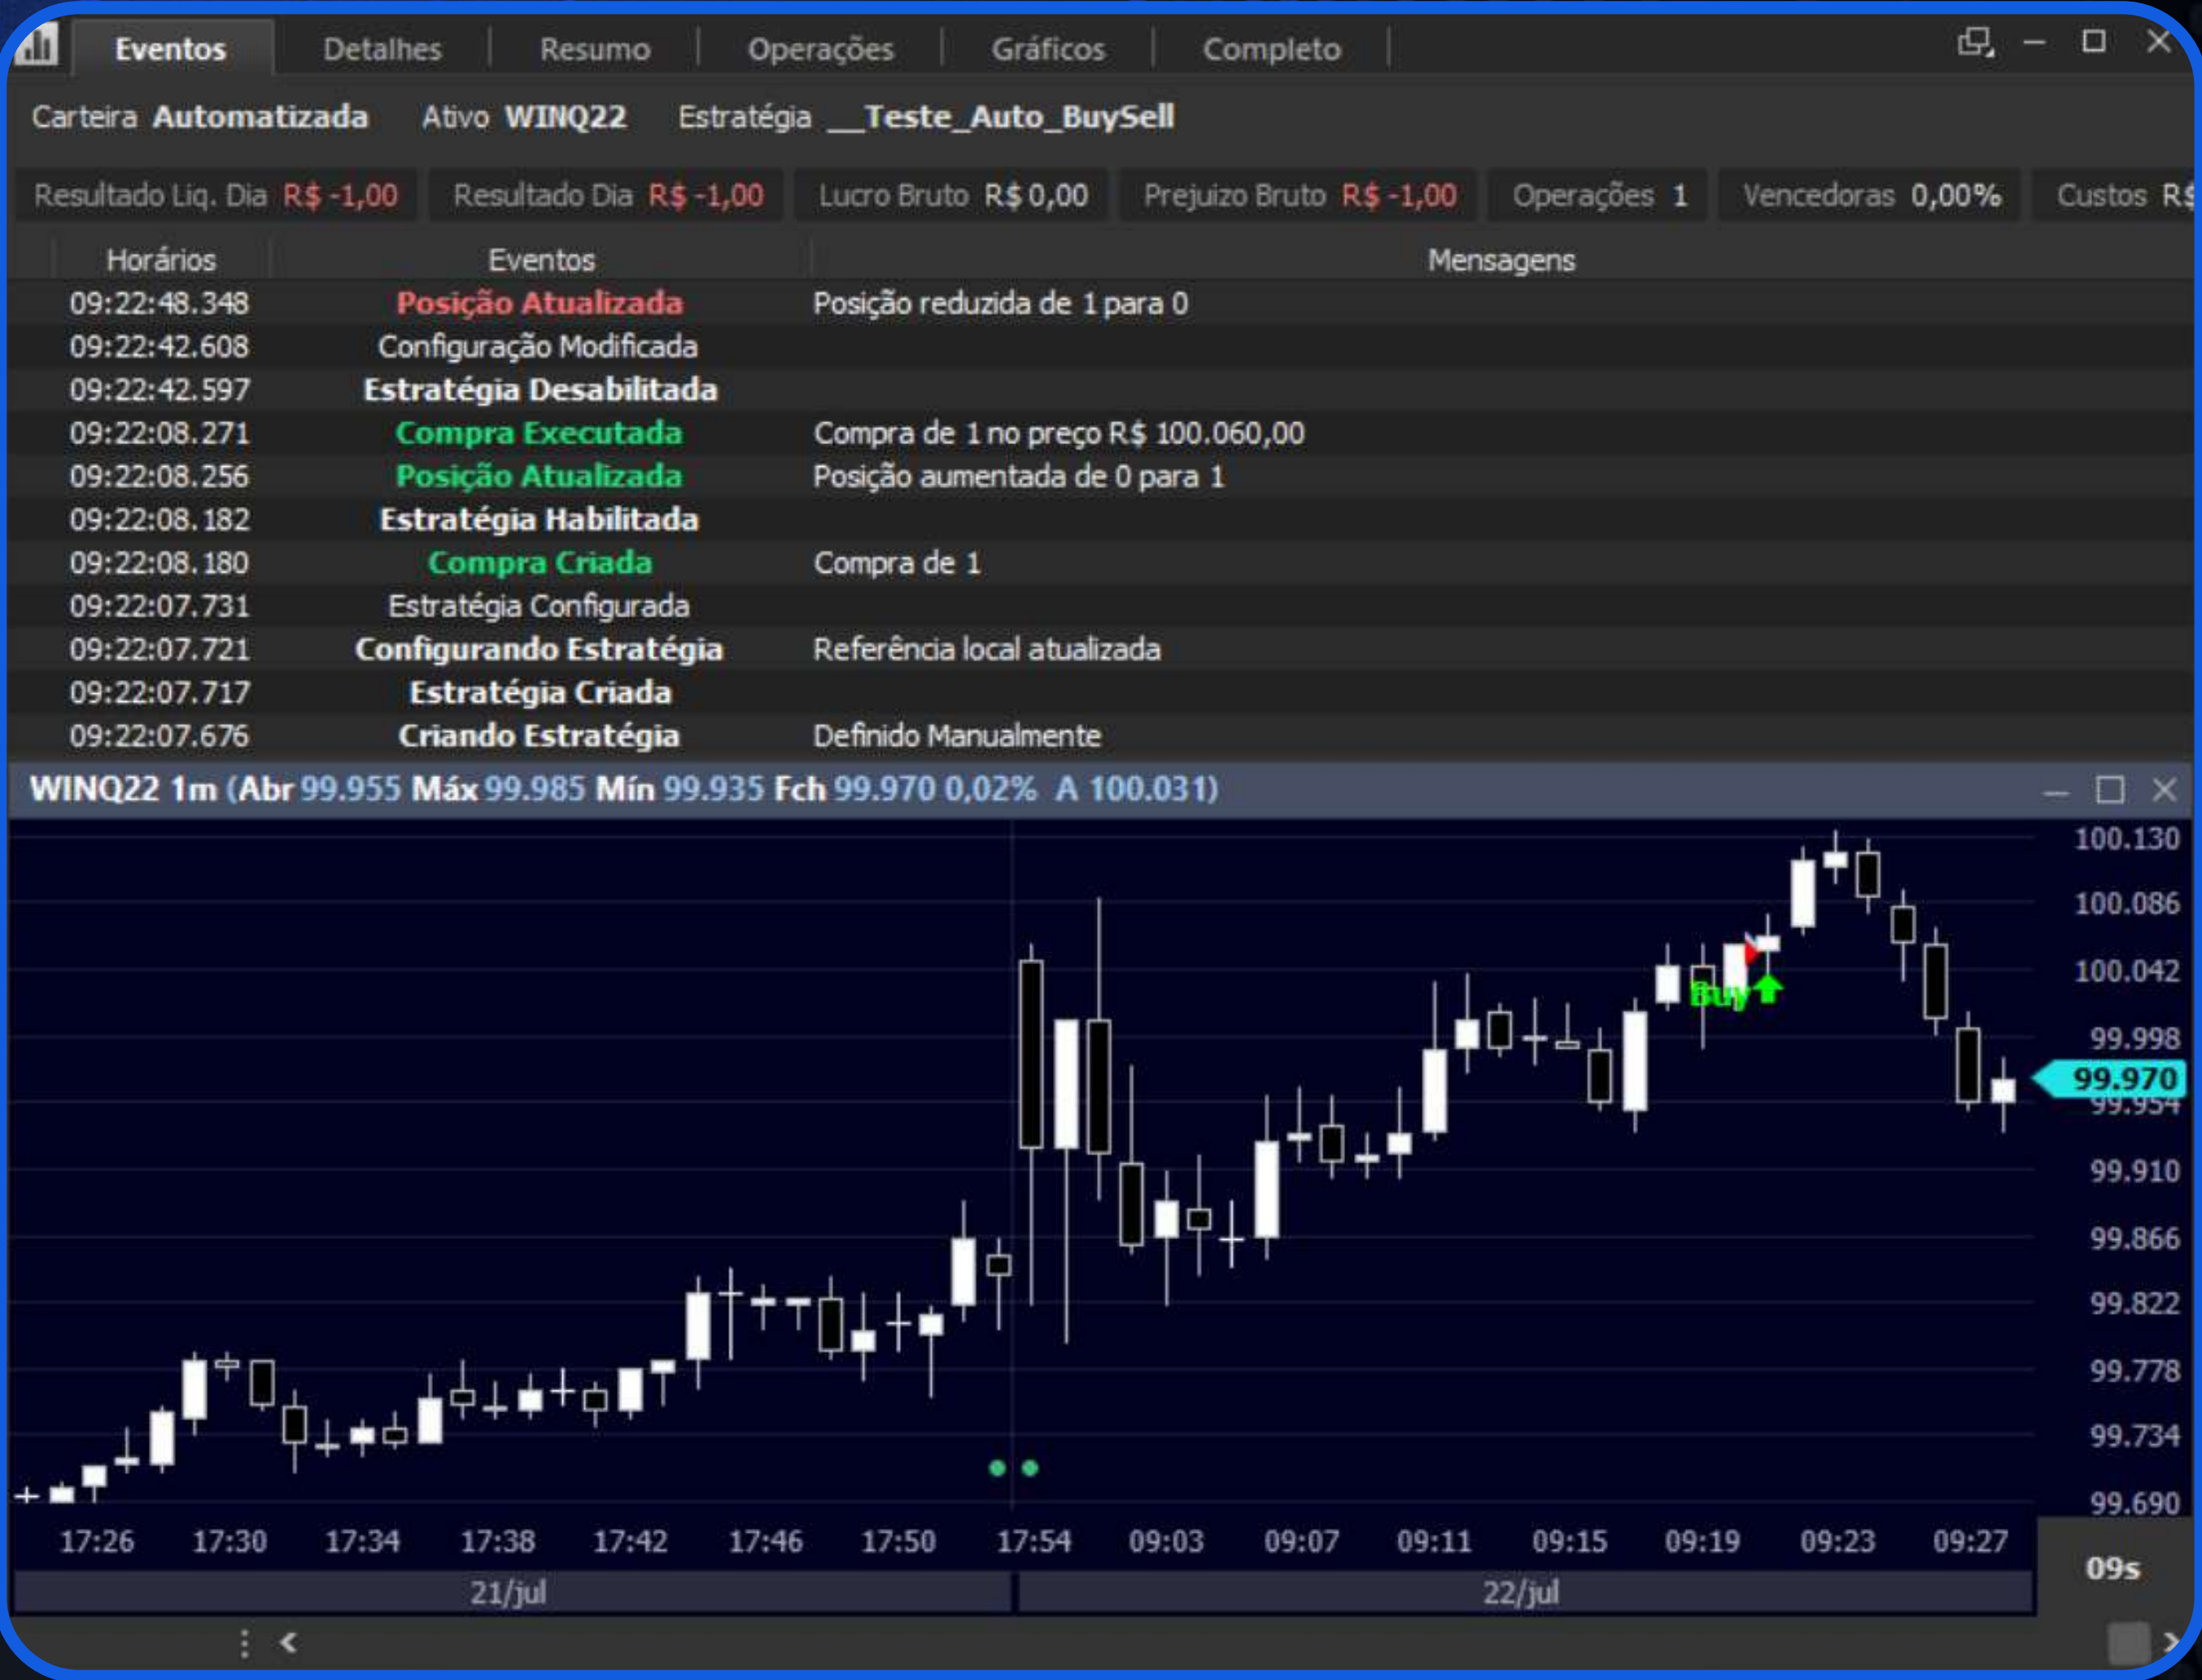 Eventos Detalhes Resumo Operações Gráficos Completo
Carteira Automatizada Ativo WINQ22 Estratégia __Teste_Auto_BuySell
Resultado Liq. Dia R$ -1,00 Resultado Dia R$ -1,00 Lucro Bruto R$ 0,00 Prejuizo Bruto R$ -1,00 Operações 1 Vencedoras 0,00% Custos R$
Horários Eventos Mensagens
09:22:48.348 Posição Atualizada Posição reduzida de 1 para 0
09:22:42.608 Configuração Modificada
09:22:42.597 Estratégia Desabilitada
09:22:08.271 Compra Executada Compra de 1 no preço R$ 100.060,00
09:22:08.256 Posição Atualizada Posição aumentada de 0 para 1
09:22:08.182 Estratégia Habilitada
09:22:08.180 Compra Criada Compra de 1
09:22:07.731 Estratégia Configurada
09:22:07.721 Configurando Estratégia Referência local atualizada
09:22:07.717 Estratégia Criada
09:22:07.676 Criando Estratégia Definido Manualmente
WINQ22 1m (Abr 99.955 Máx 99.985 Mín 99.935 Fch 99.970 0,02% A 100.031)
100.130
100.086
100.042
Buy
99.998
99.970
99.954
99.910
99.866
99.822
99.778
99.734
99.690
17:26 17:30 17:34 17:38 17:42 17:46 17:50 17:54 09:03 09:07 09:11 09:15 09:19 09:23 09:27
09s
21/jul 22/jul